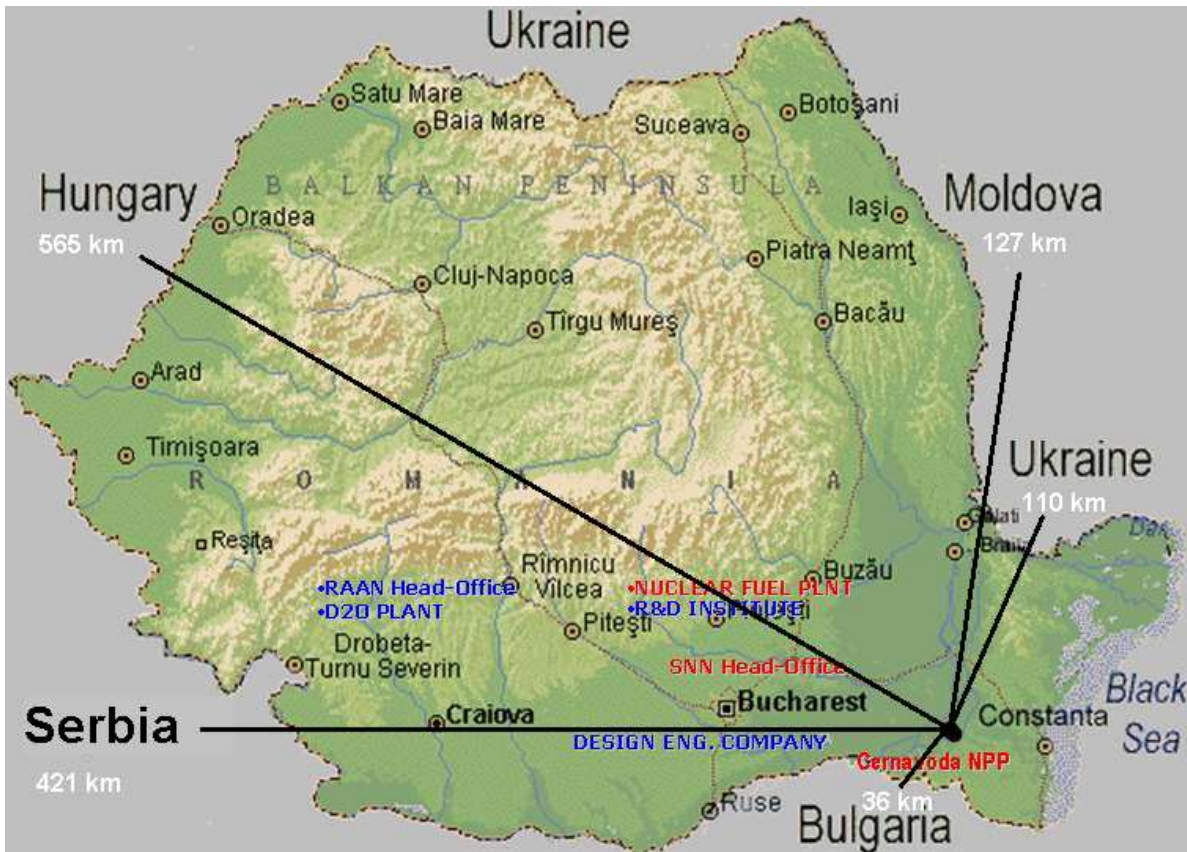 Ukraine
Satu Mare
Baia Mare
Botoşani
Suceava
BALKAN PENINSULA
Hungary
565 km
Oradea
Iaşi
Moldova
127 km
Cluj-Napoca
Piatra Neamţ
Tîrgu Mureş
Bacău
Arad
Timişoara
ROMANIA
Ukraine
110 km
Reşiţa
•RAAN Head-Office
•D2O PLANT
Rîmnicu
Vîlcea
•NUCLEAR FUEL PLNT
•R&D INSTITUTE
Buzău
Piteşti
Drobeta-
Turnu Severin
SNN Head-Office
Bucharest
Black
Sea
Serbia
421 km
Craiova
DESIGN ENG. COMPANY
Constanta
Cernavoda NPP
36 km
Ruse
Bulgaria